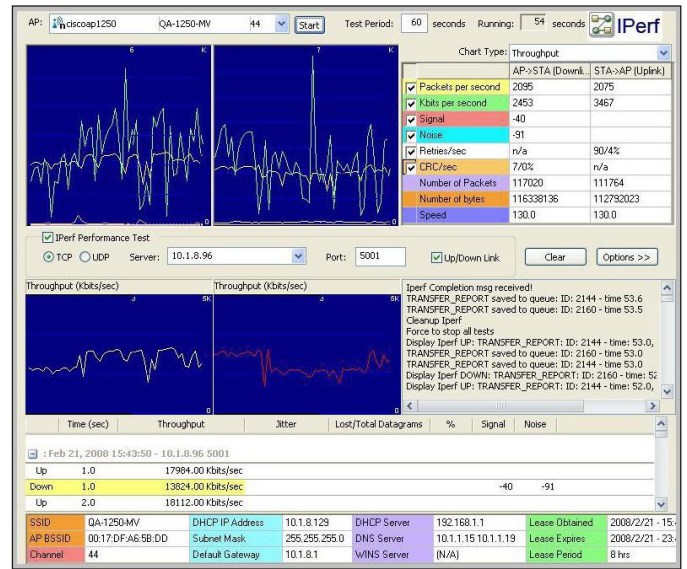 AP: ciscoap1250 QA-1250-MV 44 Start Test Period: 60 seconds Running: 54 seconds IPerf
6 K 7 K
Chart Type: Throughput
AP->STA (Downli... STA->AP (Uplink)
Packets per second 2095 2075
Kbits per second 2453 3467
Signal -40
Noise -91
Retries/sec n/a 90/4%
CRC/sec 7/0% n/a
Number of Packets 117020 111764
Number of bytes 116338136 112792023
Speed 130.0 130.0
0 0
IPerf Performance Test
TCP UDP Server: 10.1.8.96 Port: 5001 Up/Down Link Clear Options >>
Throughput (Kbits/sec) Throughput (Kbits/sec)
3 5K 3 5K
0 0
Iperf Completion msg received!
TRANSFER_REPORT saved to queue: ID: 2144 - time 53.6
TRANSFER_REPORT saved to queue: ID: 2160 - time 53.5
Cleanup Iperf
Force to stop all tests
Display Iperf UP: TRANSFER_REPORT: ID: 2144 - time: 53.0,
TRANSFER_REPORT saved to queue: ID: 2160 - time 53.0
TRANSFER_REPORT saved to queue: ID: 2144 - time 53.0
Display Iperf DOWN: TRANSFER_REPORT: ID: 2160 - time: 52
Display Iperf UP: TRANSFER_REPORT: ID: 2144 - time: 52.0,
Time (sec) Throughput Jitter Lost/Total Datagrams % Signal Noise
: Feb 21, 2008 15:43:50 - 10.1.8.96 5001
Up 1.0 17984.00 Kbits/sec
Down 1.0 13824.00 Kbits/sec -40 -91
Up 2.0 18112.00 Kbits/sec
SSID QA-1250-MV DHCP IP Address 10.1.8.129 DHCP Server 192.168.1.1 Lease Obtained 2008/2/21 - 15:
AP BSSID 00:17:DF:A6:5B:DD Subnet Mask 255.255.255.0 DNS Server 10.1.1.15 10.1.1.19 Lease Expires 2008/2/21 - 23:
Channel 44 Default Gateway 10.1.8.1 WINS Server (N/A) Lease Period 8 hrs